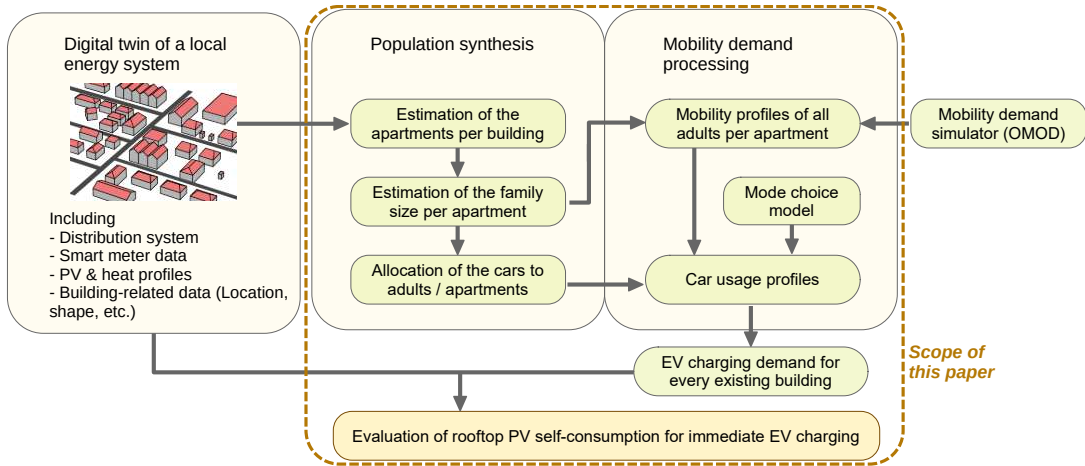 Digital twin of a local
energy system
Including
- Distribution system
- Smart meter data
- PV & heat profiles
- Building-related data (Location,
shape, etc.)
Population synthesis
Estimation of the
apartments per building
Estimation of the family
size per apartment
Allocation of the cars to
adults / apartments
Mobility demand
processing
Mobility profiles of all
adults per apartment
Mode choice
model
Car usage profiles
Mobility demand
simulator (OMOD)
EV charging demand for
every existing building
Scope of
this paper
Evaluation of rooftop PV self-consumption for immediate EV charging